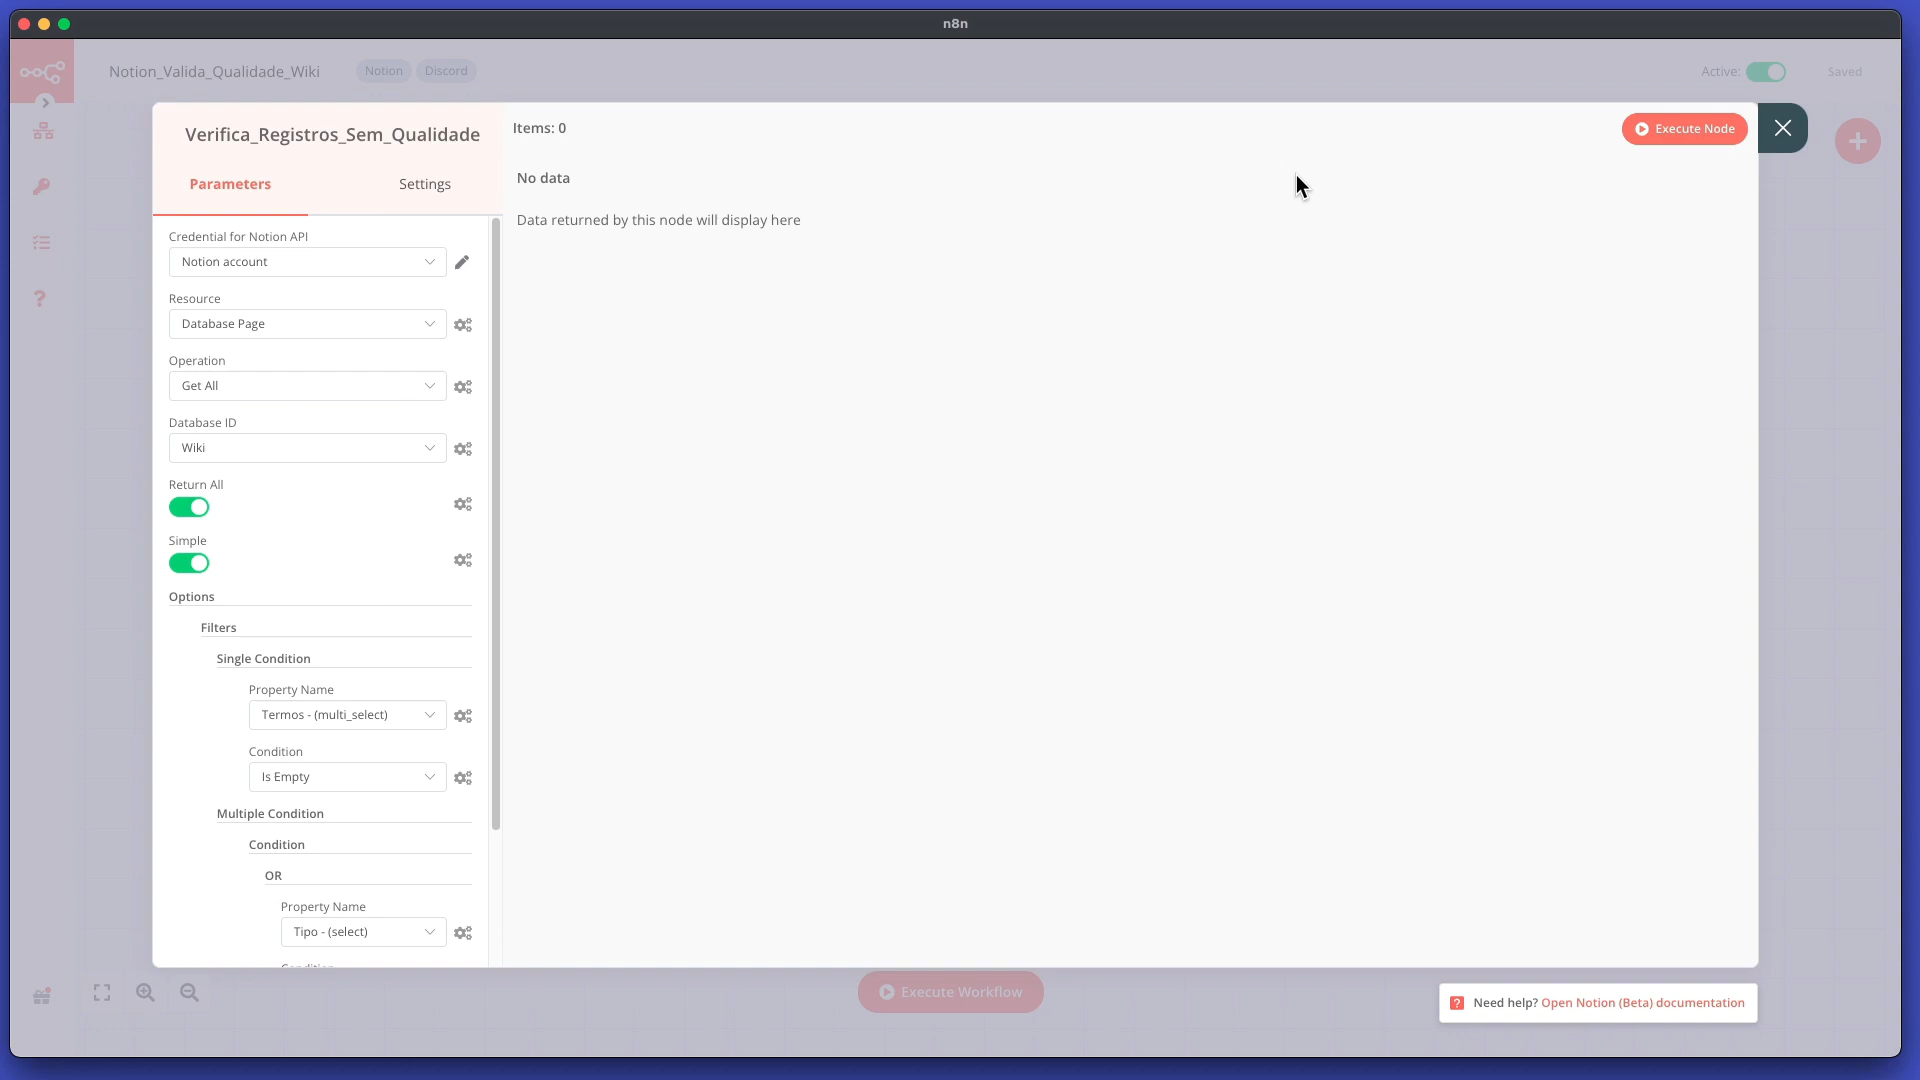 n8n
Notion_Valida_Qualidade_Wiki
Notion
Discord
Active:
Saved
Verifica_Registros_Sem_Qualidade
Items: 0
Execute Node
Parameters
Settings
No data
Data returned by this node will display here
Credential for Notion API
Notion account
Resource
Database Page
Operation
Get All
Database ID
Wiki
Return All
Simple
Options
Filters
Single Condition
Property Name
Termos - (multi_select)
Condition
Is Empty
Multiple Condition
Condition
OR
Property Name
Tipo - (select)
Execute Workflow
Need help? Open Notion (Beta) documentation